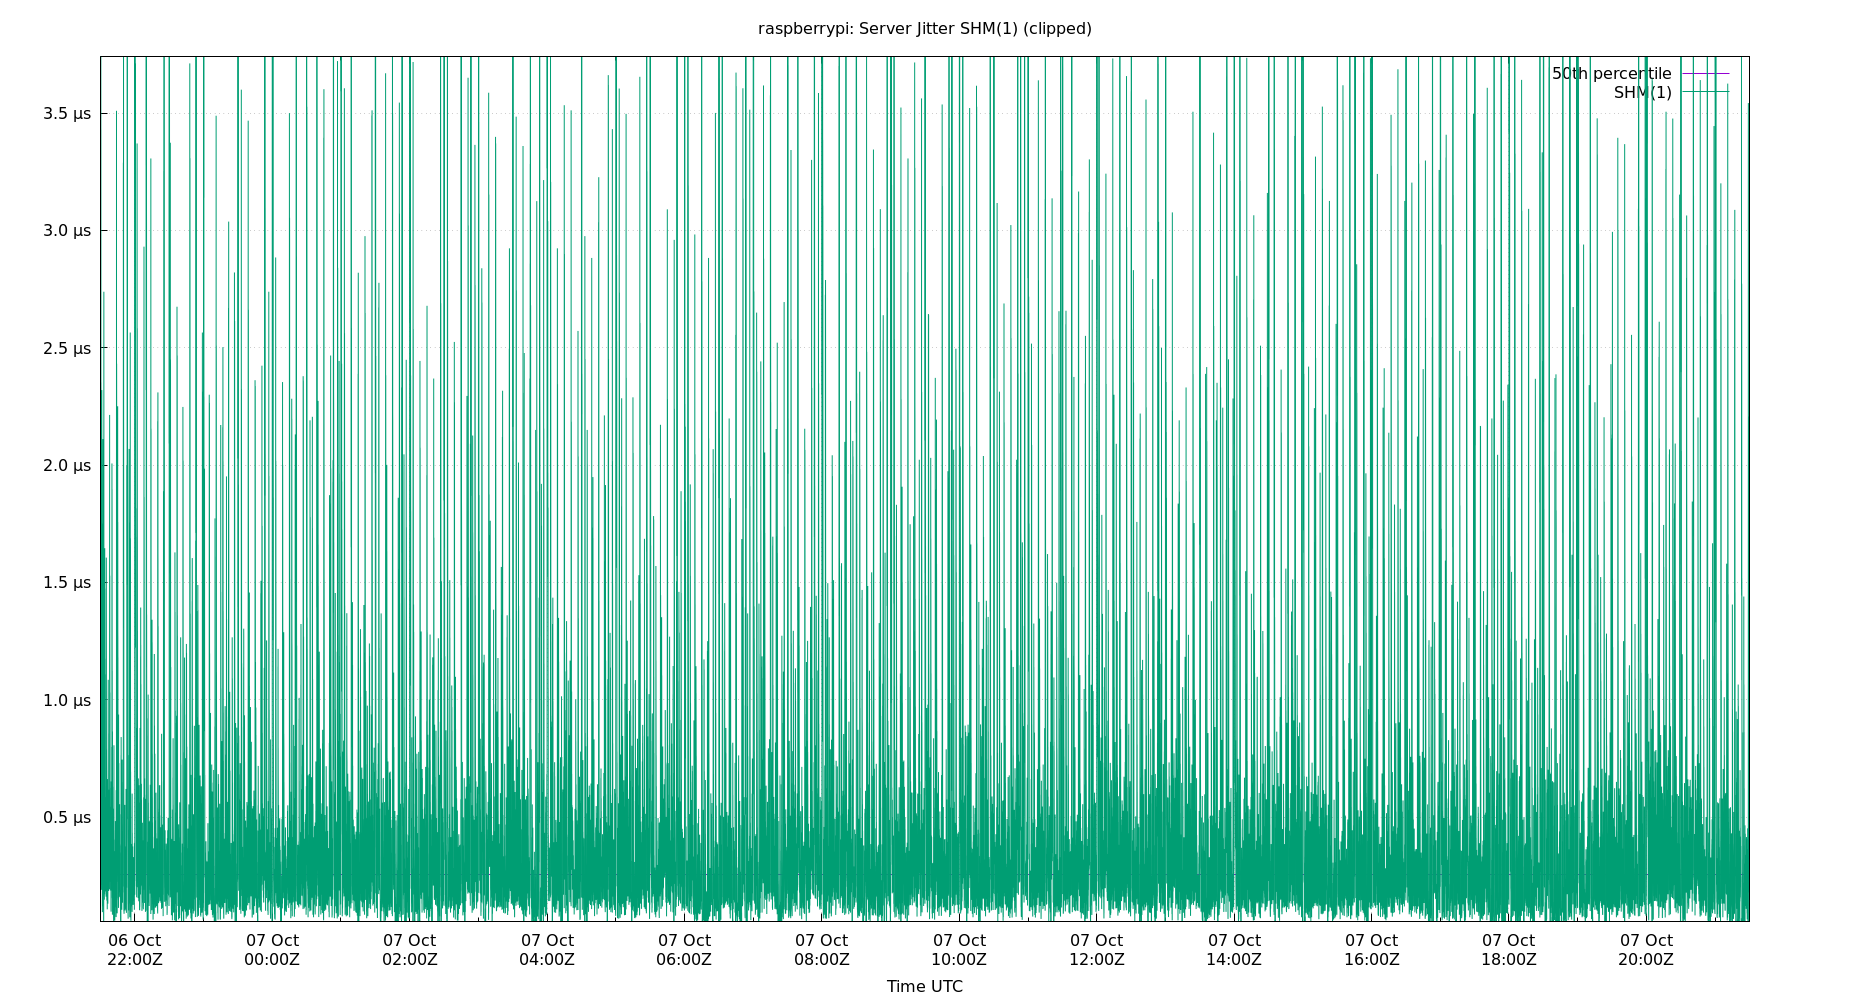 raspberrypi: Server Jitter SHM(1) (clipped)
50th percentile
SHM(1)
3.5 µs
3.0 µs
2.5 µs
2.0 µs
1.5 µs
1.0 µs
0.5 µs
06 Oct 07 Oct 07 Oct 07 Oct 07 Oct 07 Oct 07 Oct 07 Oct 07 Oct 07 Oct 07 Oct 07 Oct
22:00Z 00:00Z 02:00Z 04:00Z 06:00Z 08:00Z 10:00Z 12:00Z 14:00Z 16:00Z 18:00Z 20:00Z
Time UTC